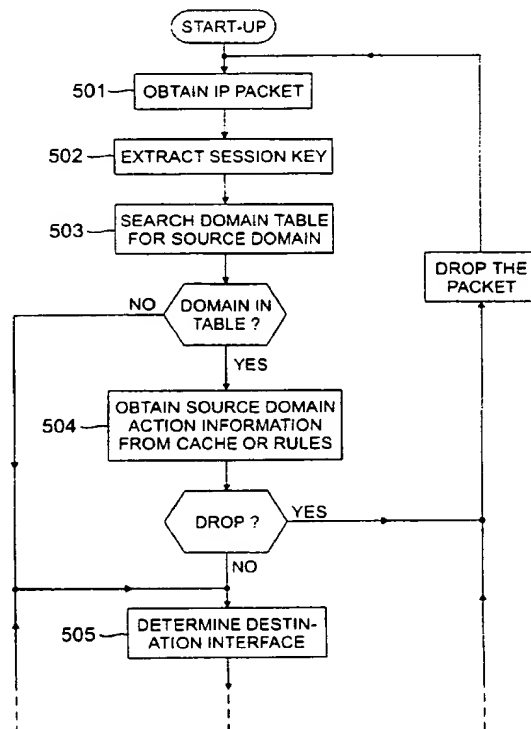 START-UP
501
OBTAIN IP PACKET
502
EXTRACT SESSION KEY
503
SEARCH DOMAIN TABLE
FOR SOURCE DOMAIN
DROP THE
PACKET
NO
DOMAIN IN
TABLE ?
YES
504
OBTAIN SOURCE DOMAIN
ACTION INFORMATION
FROM CACHE OR RULES
DROP ?
YES
NO
505
DETERMINE DESTIN-
ATION INTERFACE